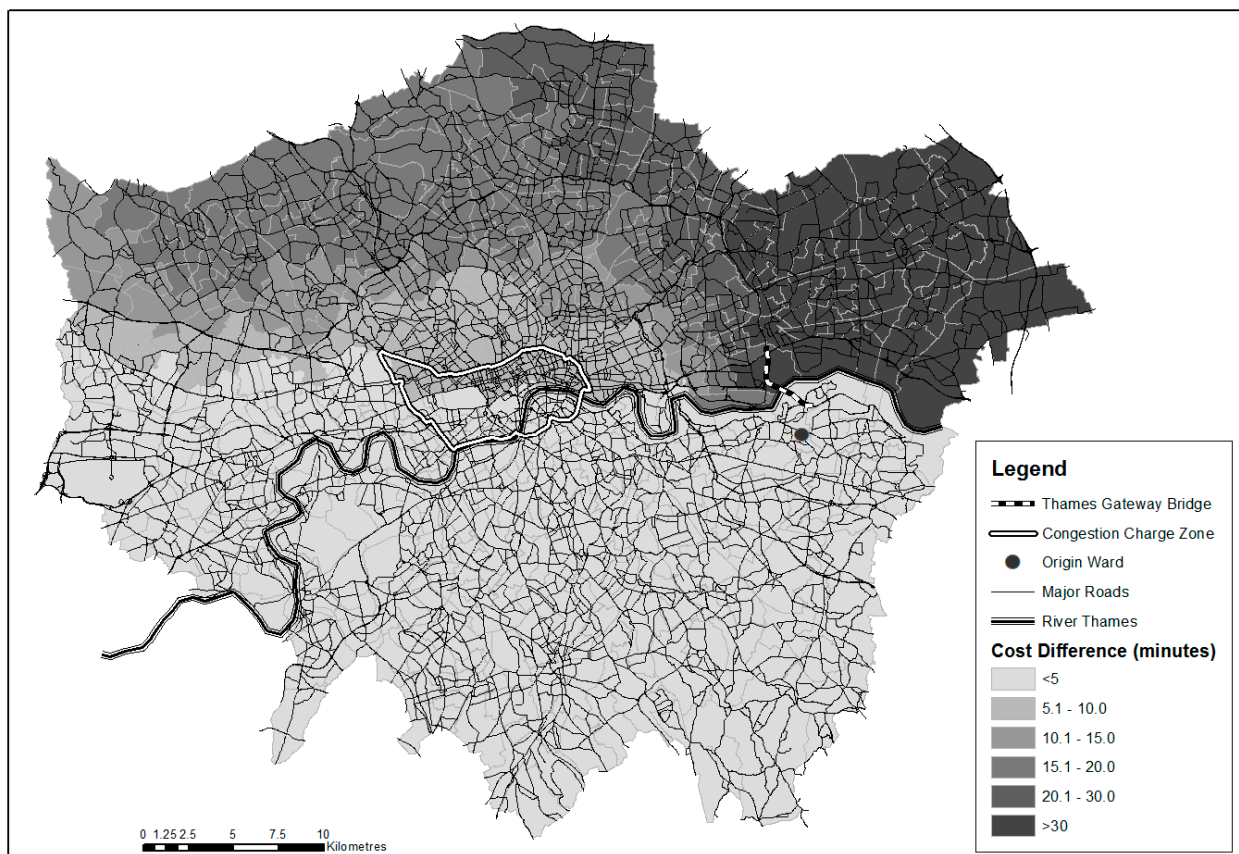 Legend
Thames Gateway Bridge
Congestion Charge Zone
Origin Ward
Major Roads
River Thames
Cost Difference (minutes)
<5
5.1 - 10.0
10.1 - 15.0
15.1 - 20.0
20.1 - 30.0
>30
0 1.25 2.5 5 7.5 10
Kilometres